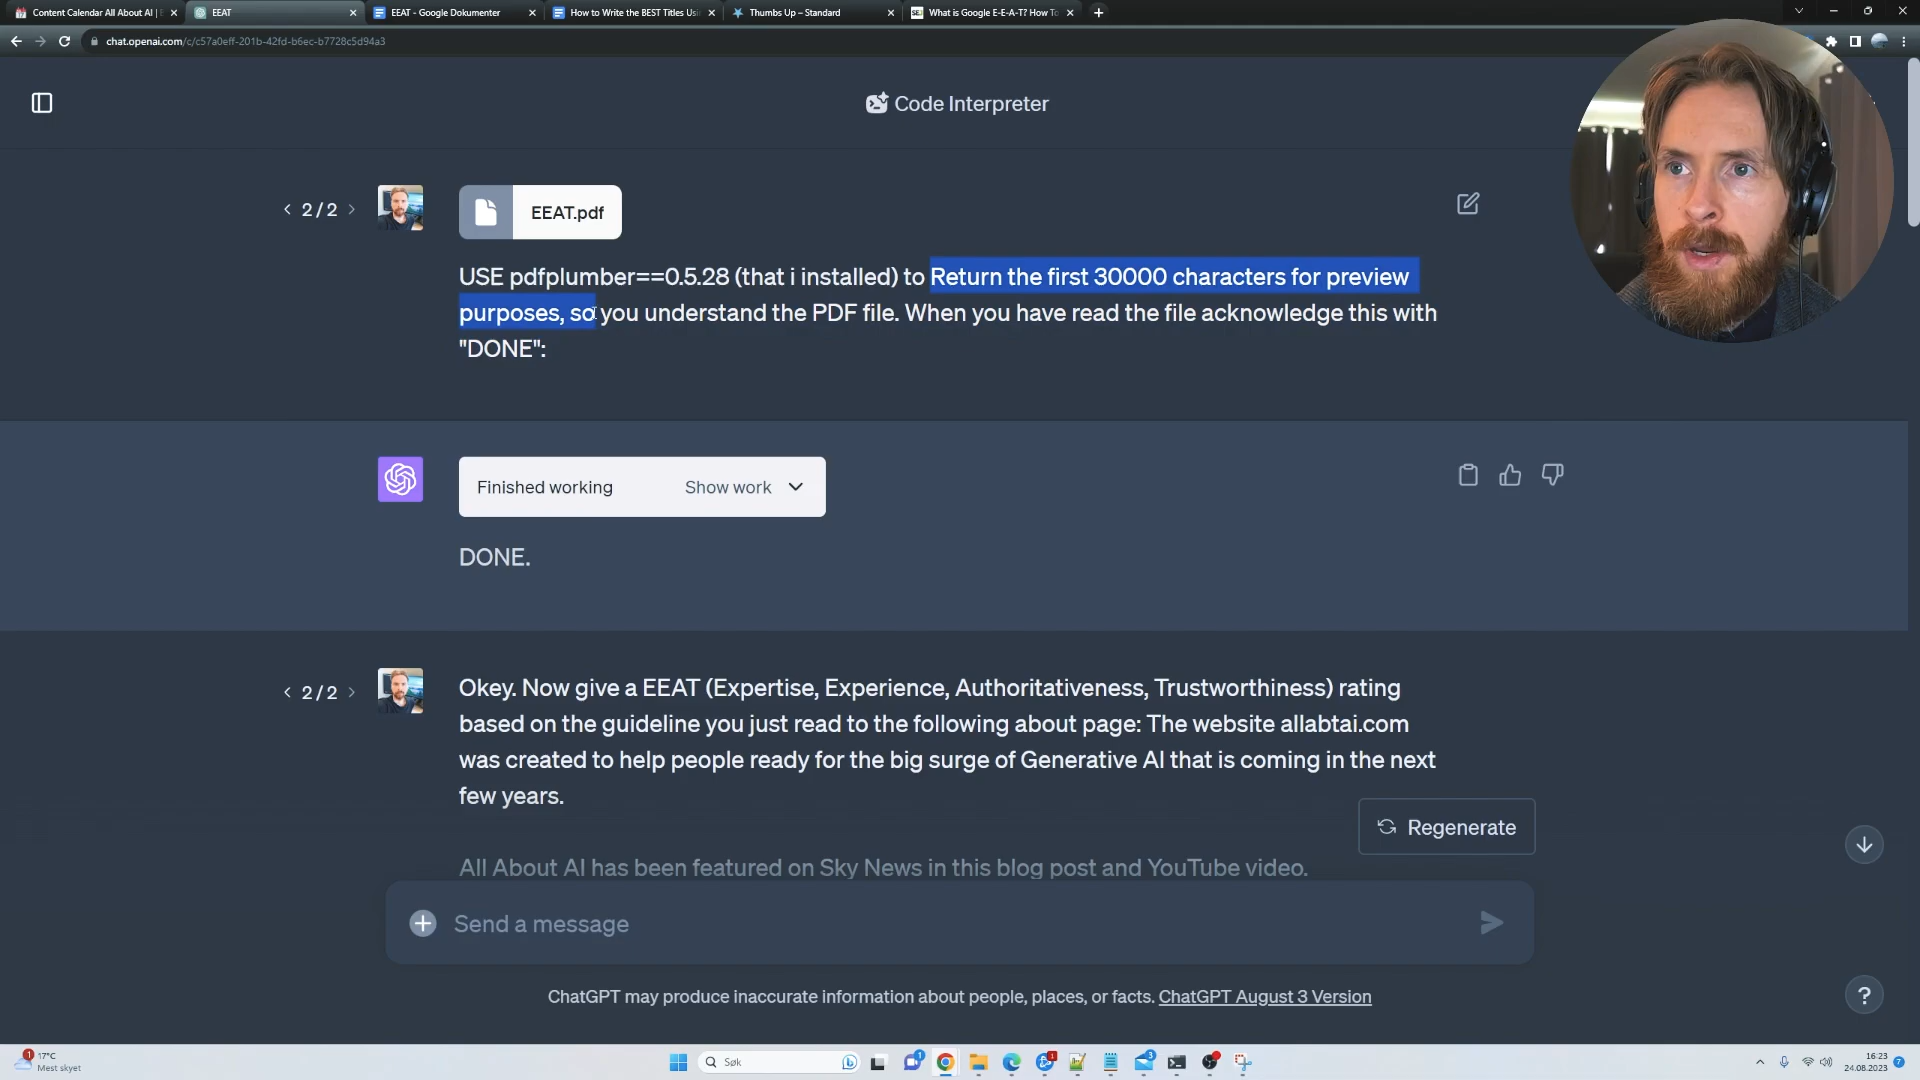 Content Calendar All About AI | E
EEAT
EEAT - Google Dokumenter
How to Write the BEST Titles Usi
Thumbs Up – Standard
SEJ
What is Google E-E-A-T? How To
chat.openai.com/c/c57a0eff-201b-42fd-b6ec-b7728c5d94a3
Code Interpreter
2 / 2
EEAT.pdf
USE pdfplumber==0.5.28 (that i installed) to Return the first 30000 characters for preview
purposes, so you understand the PDF file. When you have read the file acknowledge this with
"DONE":
Finished working
Show work
DONE.
2 / 2
Okey. Now give a EEAT (Expertise, Experience, Authoritativeness, Trustworthiness) rating
based on the guideline you just read to the following about page: The website allabtai.com
was created to help people ready for the big surge of Generative AI that is coming in the next
few years.
Regenerate
All About AI has been featured on Sky News in this blog post and YouTube video.
Send a message
ChatGPT may produce inaccurate information about people, places, or facts. ChatGPT August 3 Version
?
1
17°C
Mest skyet
Søk
1
1
3
16:23
24.08.2023
7